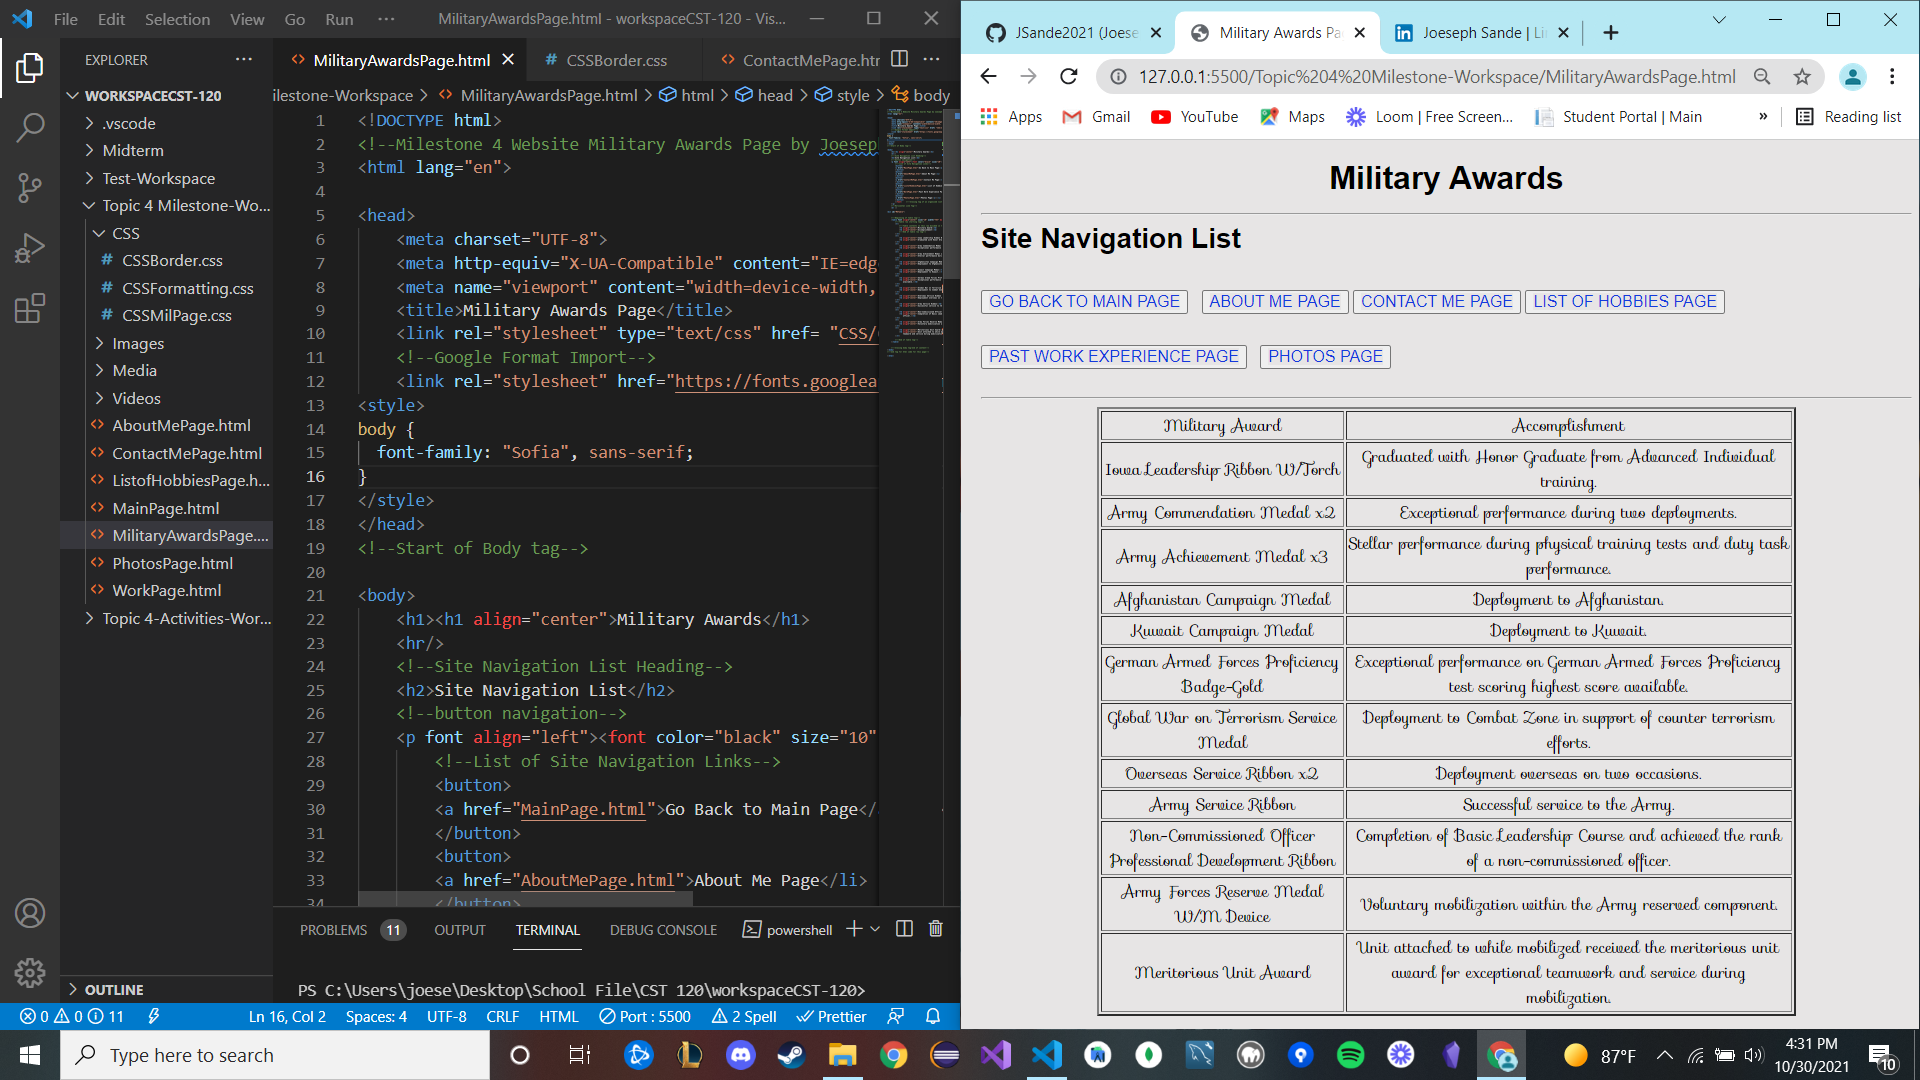 File Edit Selection View Go Run ··· MilitaryAwardsPage.html - workspaceCST-120 - Vis...
EXPLORER ···
WORKSPACECST-120
.vscode
Midterm
Test-Workspace
Topic 4 Milestone-Wo...
CSS
# CSSBorder.css
# CSSFormatting.css
# CSSMilPage.css
Images
Media
Videos
<> AboutMePage.html
<> ContactMePage.html
<> ListofHobbiesPage.h...
<> MainPage.html
<> MilitaryAwardsPage....
<> PhotosPage.html
<> WorkPage.html
Topic 4-Activities-Wor...
OUTLINE
<> MilitaryAwardsPage.html # CSSBorder.css <> ContactMePage.htm ···
ilestone-Workspace > <> MilitaryAwardsPage.html > html > head > style > body
1 <!DOCTYPE html>
2 <!--Milestone 4 Website Military Awards Page by Joesep
3 <html lang="en">
4
5 <head>
6 <meta charset="UTF-8">
7 <meta http-equiv="X-UA-Compatible" content="IE=edg
8 <meta name="viewport" content="width=device-width,
9 <title>Military Awards Page</title>
10 <link rel="stylesheet" type="text/css" href= "CSS/
11 <!--Google Format Import-->
12 <link rel="stylesheet" href="https://fonts.googlea
13 <style>
14 body {
15 font-family: "Sofia", sans-serif;
16 }
17 </style>
18 </head>
19 <!--Start of Body tag-->
20
21 <body>
22 <h1><h1 align="center">Military Awards</h1>
23 <hr/>
24 <!--Site Navigation List Heading-->
25 <h2>Site Navigation List</h2>
26 <!--button navigation-->
27 <p font align="left"><font color="black" size="10"
28 <!--List of Site Navigation Links-->
29 <button>
30 <a href="MainPage.html">Go Back to Main Page</
31 </button>
32 <button>
33 <a href="AboutMePage.html">About Me Page</li>
34 </button>
PROBLEMS 11 OUTPUT TERMINAL DEBUG CONSOLE powershell
PS C:\Users\joese\Desktop\School File\CST 120\workspaceCST-120>
0 0 11 Ln 16, Col 2 Spaces: 4 UTF-8 CRLF HTML Port : 5500 2 Spell Prettier
JSande2021 (Joese Military Awards Pa Joeseph Sande | Li
127.0.0.1:5500/Topic%204%20Milestone-Workspace/MilitaryAwardsPage.html
Apps Gmail YouTube Maps Loom | Free Screen... Student Portal | Main » Reading list
Military Awards
Site Navigation List
GO BACK TO MAIN PAGE ABOUT ME PAGE CONTACT ME PAGE LIST OF HOBBIES PAGE
PAST WORK EXPERIENCE PAGE PHOTOS PAGE
Military Award Accomplishment
Iowa Leadership Ribbon W/Torch Graduated with Honor Graduate from Advanced Individual
training.
Army Commendation Medal x2 Exceptional performance during two deployments.
Army Achievement Medal x3 Stellar performance during physical training tests and duty task
performance.
Afghanistan Campaign Medal Deployment to Afghanistan.
Kuwait Campaign Medal Deployment to Kuwait.
German Armed Forces Proficiency
Badge-Gold
Exceptional performance on German Armed Forces Proficiency
test scoring highest score available.
Global War on Terrorism Service
Medal
Deployment to Combat Zone in support of counter terrorism
efforts.
Overseas Service Ribbon x2 Deployment overseas on two occasions.
Army Service Ribbon Successful service to the Army.
Non-Commissioned Officer
Professional Development Ribbon
Completion of Basic Leadership Course and achieved the rank
of a non-commissioned officer.
Army Forces Reserve Medal
W/M Device
Voluntary mobilization within the Army reserved component.
Meritorious Unit Award
Unit attached to while mobilized received the meritorious unit
award for exceptional teamwork and service during
mobilization.
Type here to search
87°F
4:31 PM
10/30/2021
10